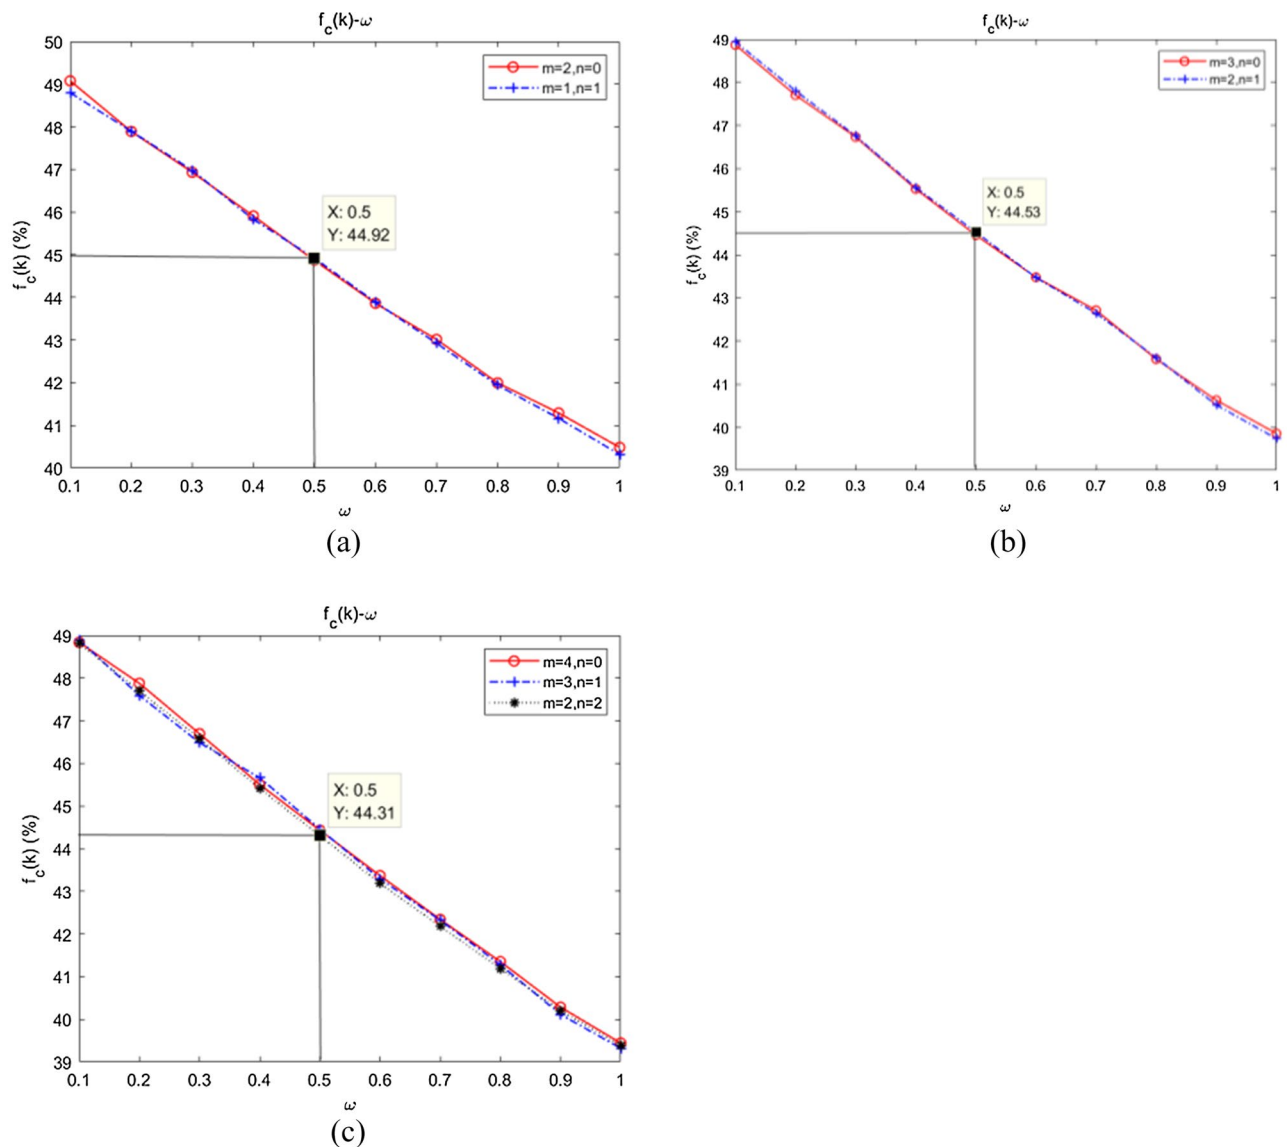 f_c(k)-ω
50
49
48
47
46
45
44
43
42
41
40
f_c(k) (%)
m=2,n=0
m=1,n=1
X: 0.5
Y: 44.92
0.1 0.2 0.3 0.4 0.5 0.6 0.7 0.8 0.9 1
ω
(a)
f_c(k)-ω
49
48
47
46
45
44
43
42
41
40
39
f_c(k) (%)
m=3,n=0
m=2,n=1
X: 0.5
Y: 44.53
0.1 0.2 0.3 0.4 0.5 0.6 0.7 0.8 0.9 1
ω
(b)
f_c(k)-ω
49
48
47
46
45
44
43
42
41
40
39
f_c(k) (%)
m=4,n=0
m=3,n=1
m=2,n=2
X: 0.5
Y: 44.31
0.1 0.2 0.3 0.4 0.5 0.6 0.7 0.8 0.9 1
ω
(c)